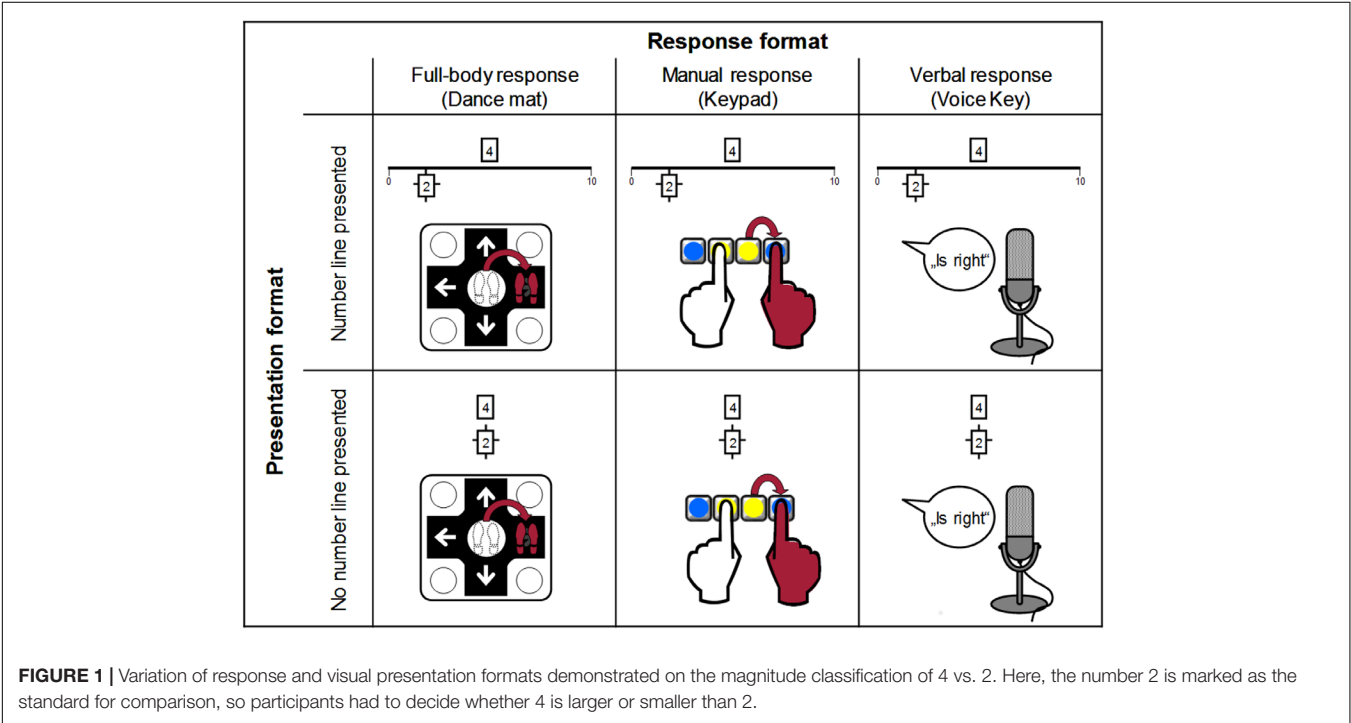 Response format
Full-body response
(Dance mat)
Manual response
(Keypad)
Verbal response
(Voice Key)
Presentation format
Number line presented
4
0
2
10
4
0
2
10
4
0
2
10
„Is right“
No number line presented
4
2
4
2
4
2
„Is right“
FIGURE 1 | Variation of response and visual presentation formats demonstrated on the magnitude classification of 4 vs. 2. Here, the number 2 is marked as the
standard for comparison, so participants had to decide whether 4 is larger or smaller than 2.